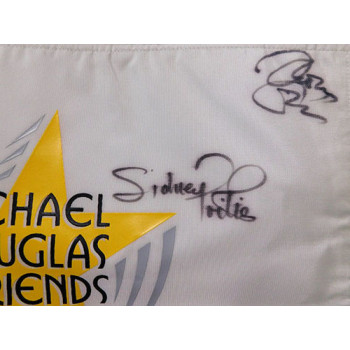 CHAEL
UGLAS
RIENDS
Sidney Poitier